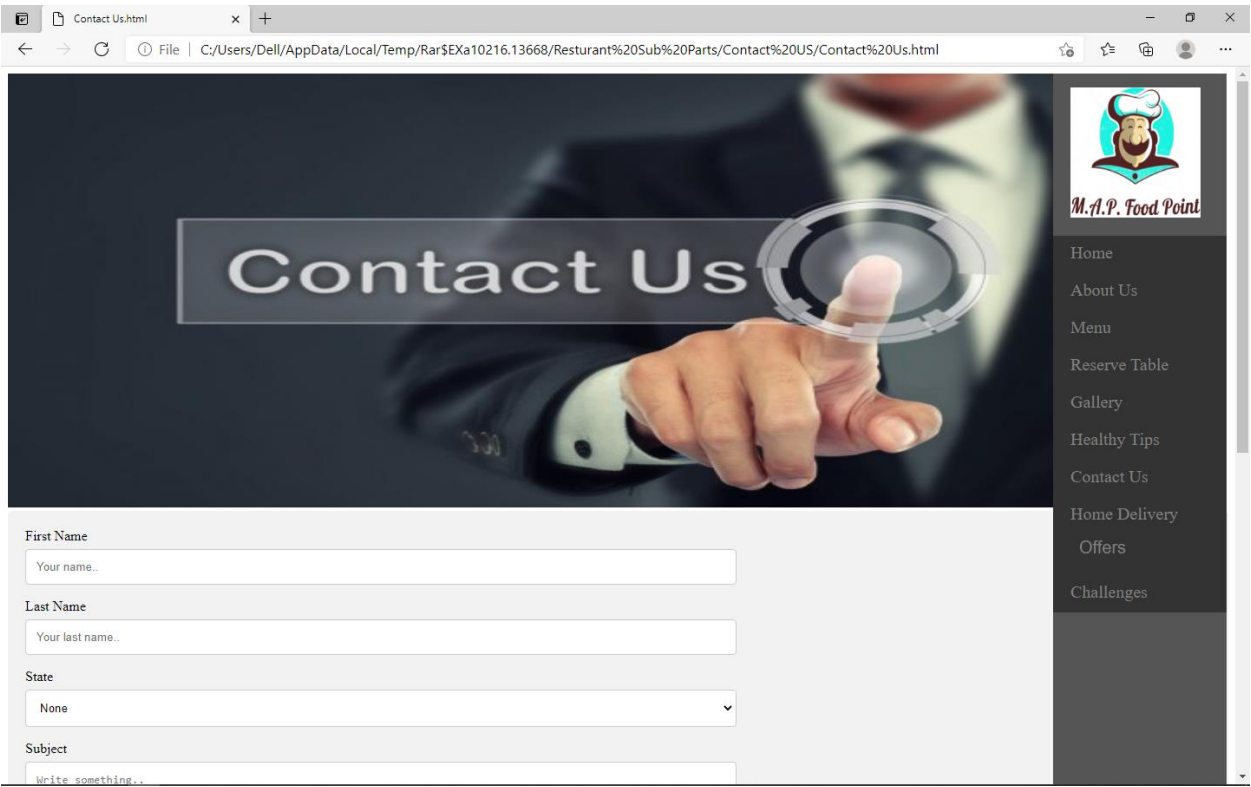 Contact Us.html
File | C:/Users/Dell/AppData/Local/Temp/Rar$EXa10216.13668/Resturant%20Sub%20Parts/Contact%20US/Contact%20Us.html
Contact Us
M.A.P. Food Point
Home
About Us
Menu
Reserve Table
Gallery
Healthy Tips
Contact Us
Home Delivery
Offers
Challenges
First Name
Your name..
Last Name
Your last name..
State
None
Subject
Write something..